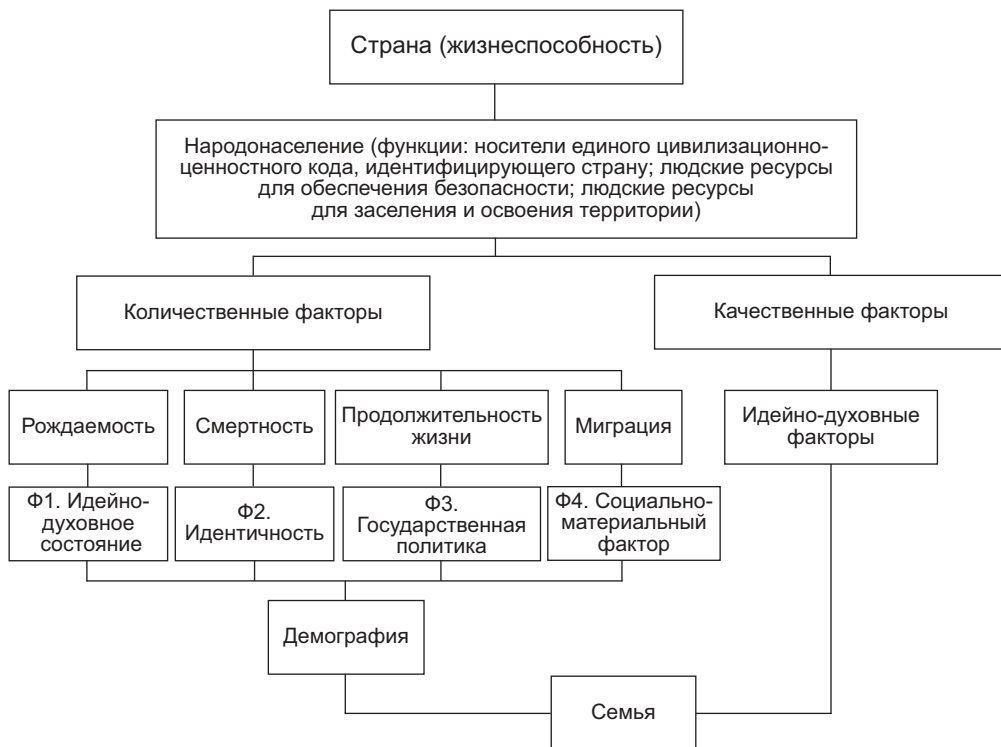 Страна (жизнеспособность)
Народонаселение (функции: носители единого цивилизационно-
ценностного кода, идентифицирующего страну; людские ресурсы
для обеспечения безопасности; людские ресурсы
для заселения и освоения территории)
Количественные факторы
Качественные факторы
Рождаемость
Смертность
Продолжительность
жизни
Миграция
Идейно-духовные
факторы
Ф1. Идейно-
духовное
состояние
Ф2.
Идентичность
Ф3.
Государственная
политика
Ф4. Социально-
материальный
фактор
Демография
Семья